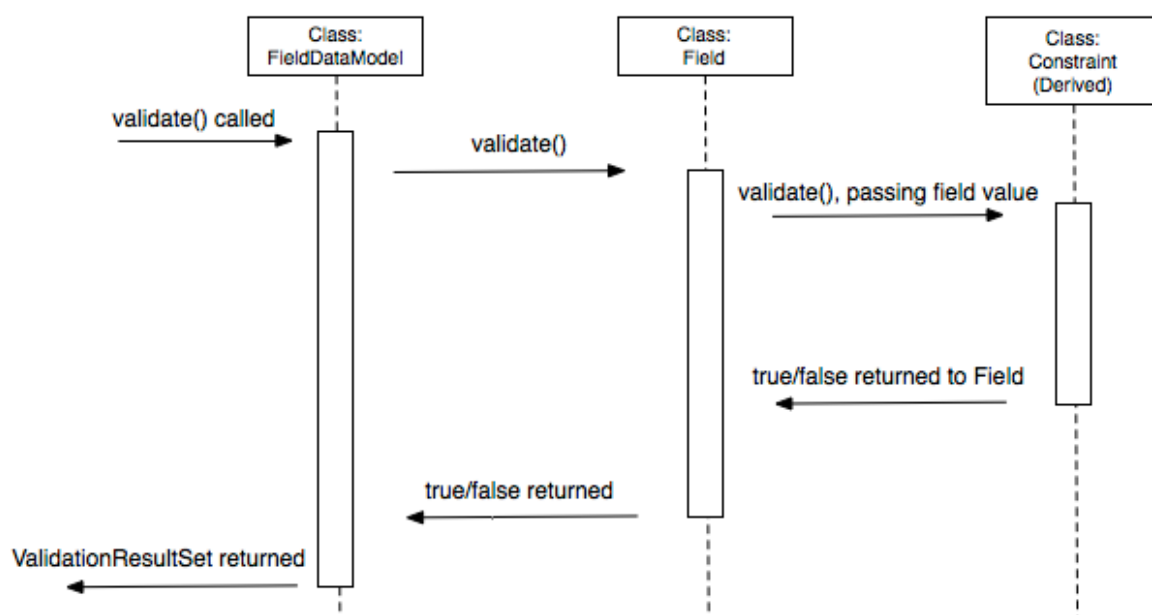 Class:
FieldDataModel
Class:
Field
Class:
Constraint
(Derived)
validate() called
validate()
validate(), passing field value
true/false returned to Field
true/false returned
ValidationResultSet returned